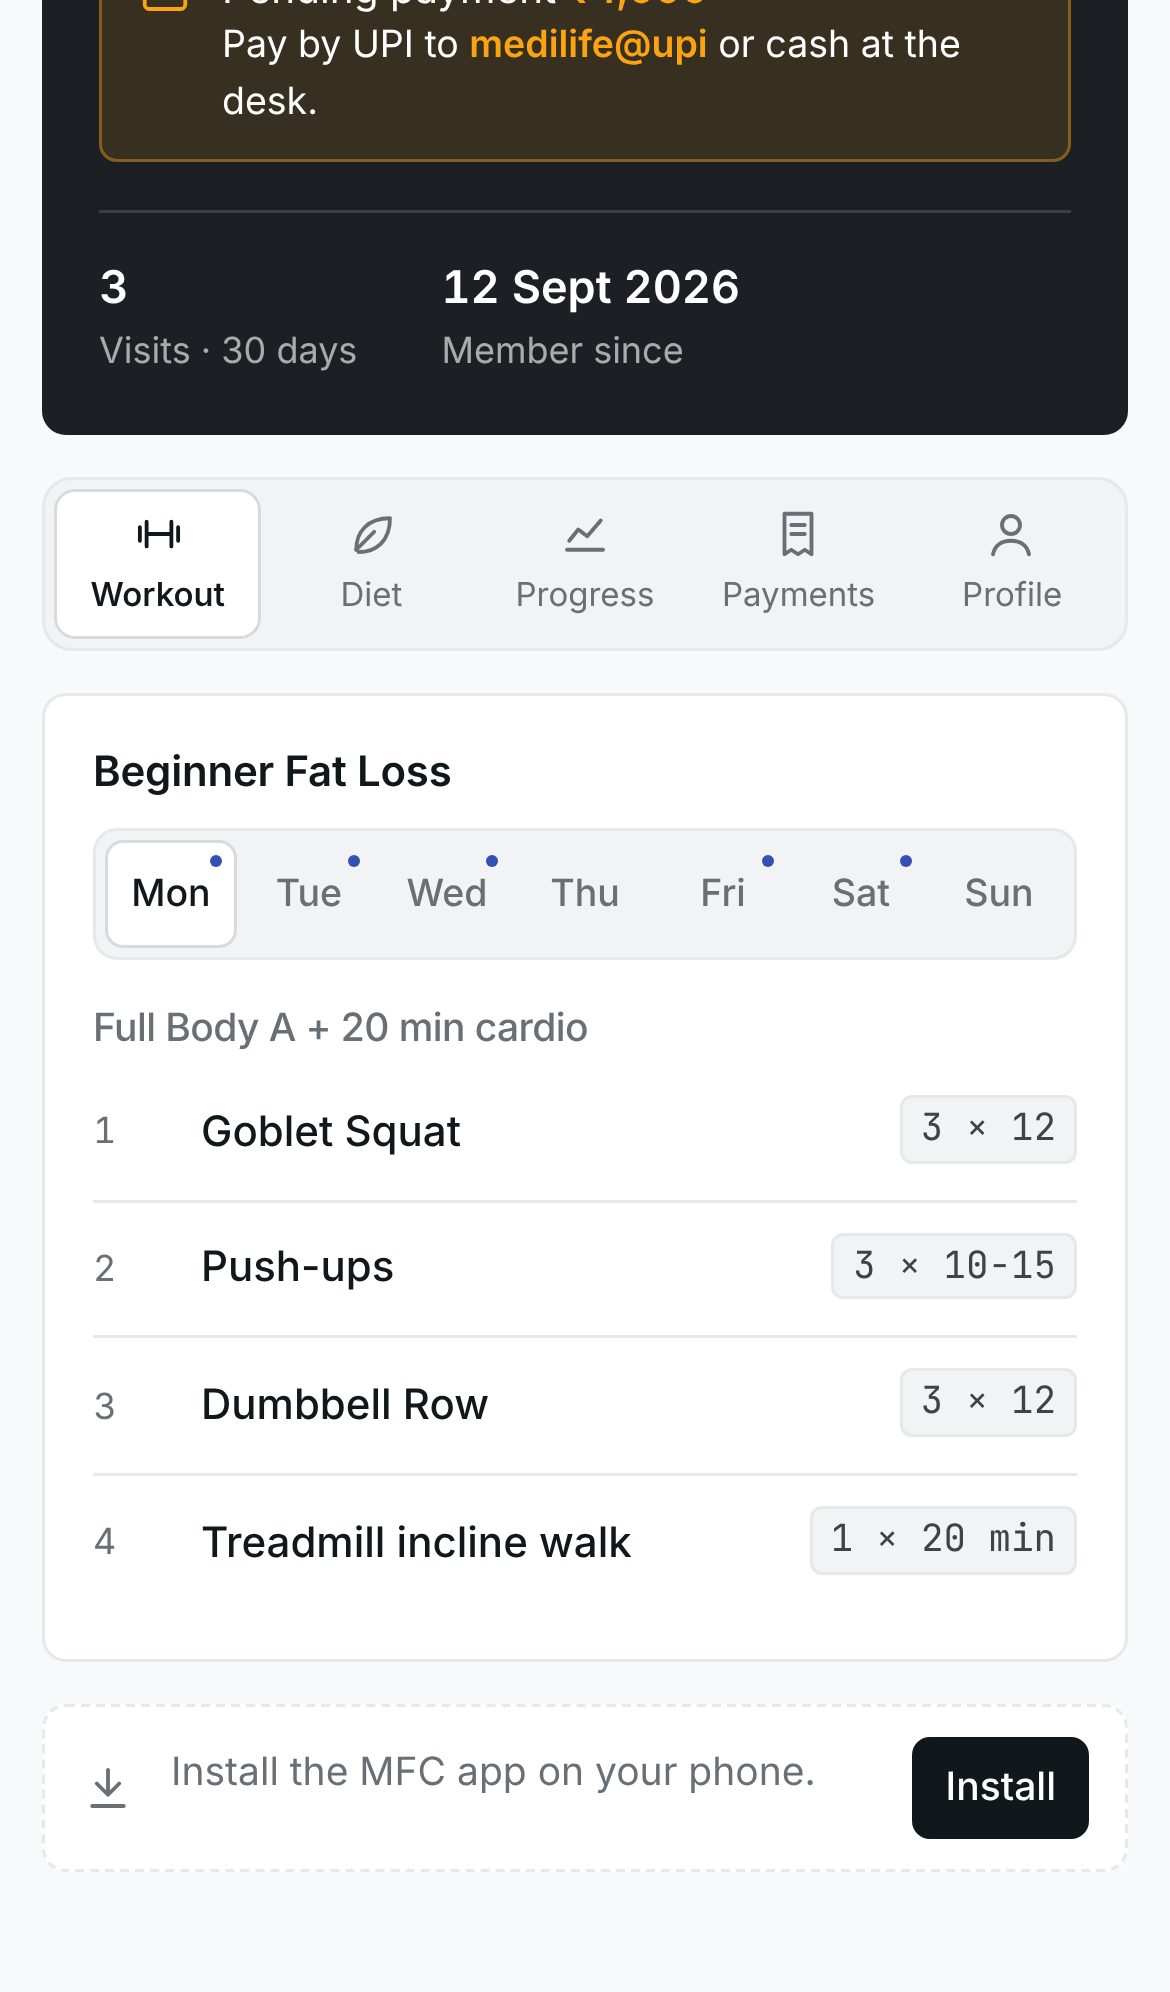 Pending payment
Pay by UPI to medilife@upi or cash at the
desk.
3
Visits · 30 days
12 Sept 2026
Member since
Workout
Diet
Progress
Payments
Profile
Beginner Fat Loss
Mon Tue Wed Thu Fri Sat Sun
Full Body A + 20 min cardio
1 Goblet Squat 3 × 12
2 Push-ups 3 × 10-15
3 Dumbbell Row 3 × 12
4 Treadmill incline walk 1 × 20 min
Install the MFC app on your phone.
Install